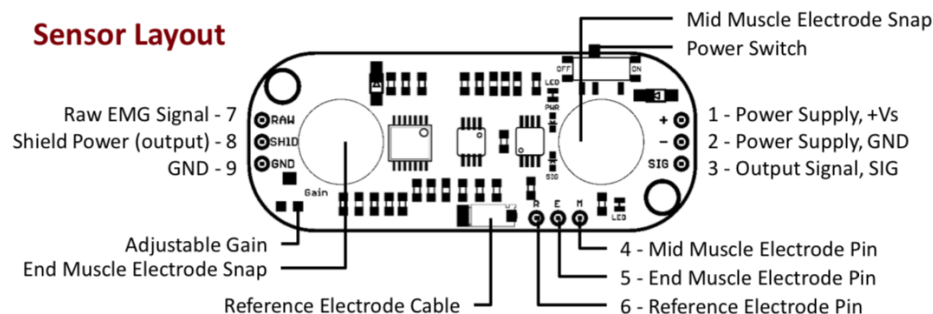 Sensor Layout
Mid Muscle Electrode Snap
Power Switch
OFF
ON
LED
PWR
Raw EMG Signal - 7
RAW
+
1 - Power Supply, +Vs
Shield Power (output) - 8
SHID
-
2 - Power Supply, GND
GND - 9
GND
SIG
SIG
3 - Output Signal, SIG
Gain
R
E
M
LED
Adjustable Gain
4 - Mid Muscle Electrode Pin
End Muscle Electrode Snap
5 - End Muscle Electrode Pin
Reference Electrode Cable
6 - Reference Electrode Pin